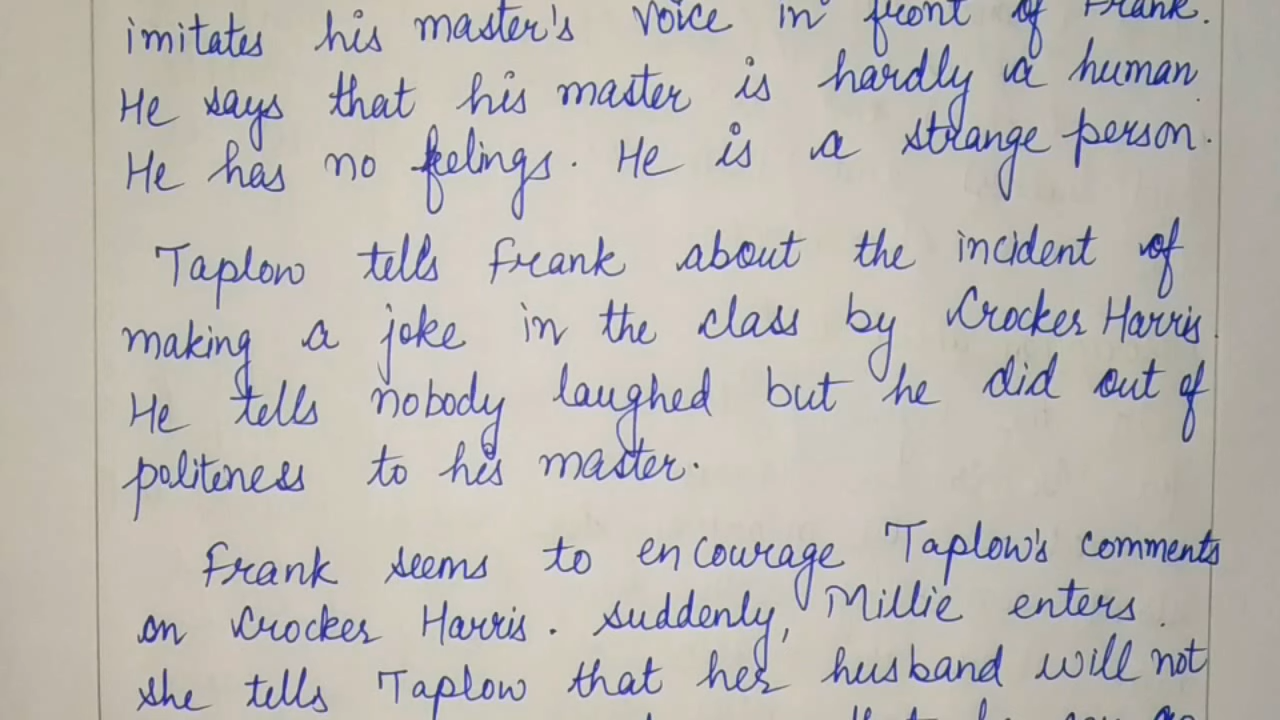 imitates his master's voice in front of Frank.
He says that his master is hardly a human
He has no feelings. He is a strange person.
Taplow tells Frank about the incident of
making a joke in the class by Crocker Harris
He tells nobody laughed but he did out of
politeness to his master.
Frank seems to encourage Taplow's comments
on Crocker Harris. Suddenly, Millie enters.
She tells Taplow that her husband will not